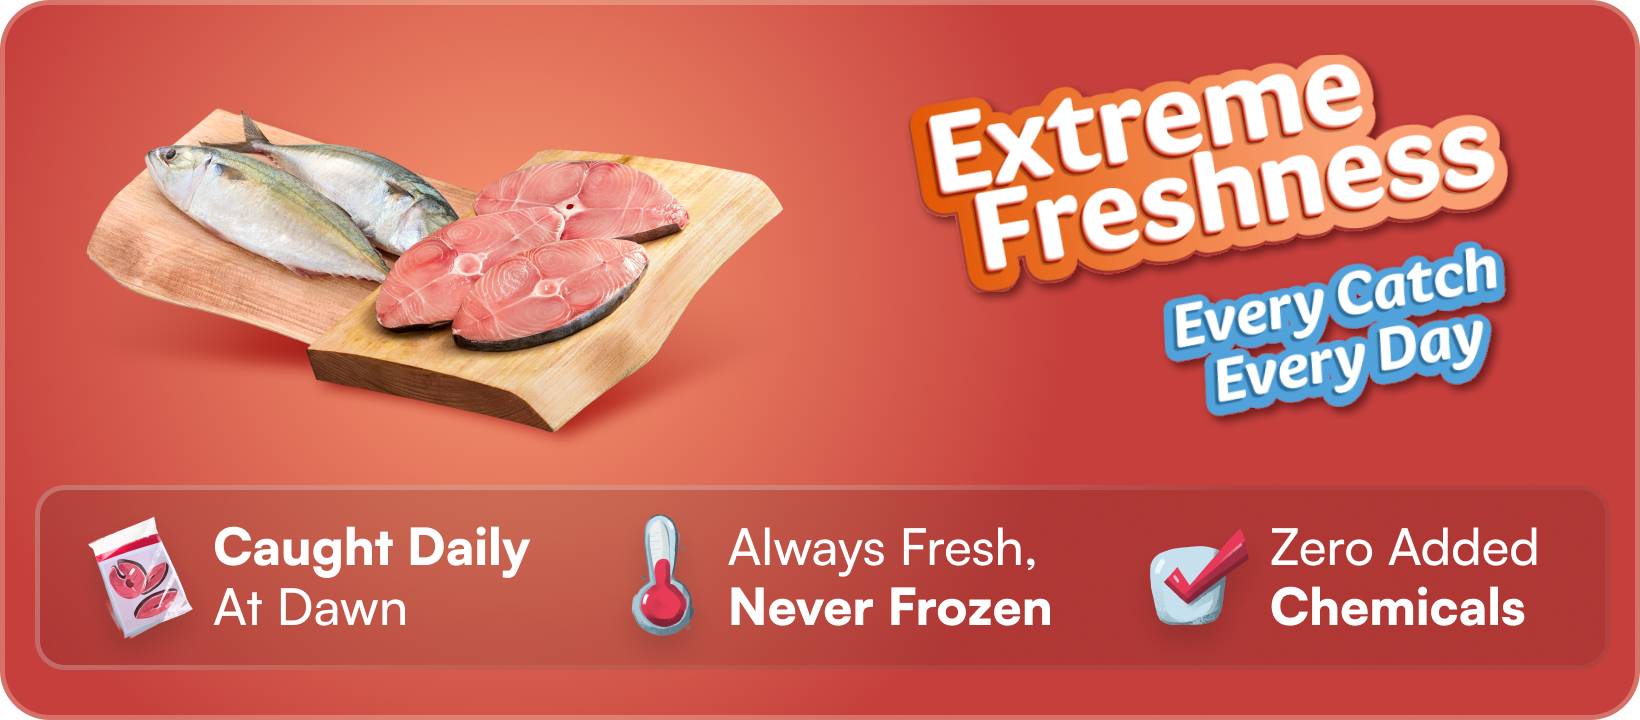 Extreme
Freshness
Every Catch
Every Day
Caught Daily
At Dawn
Always Fresh,
Never Frozen
Zero Added
Chemicals